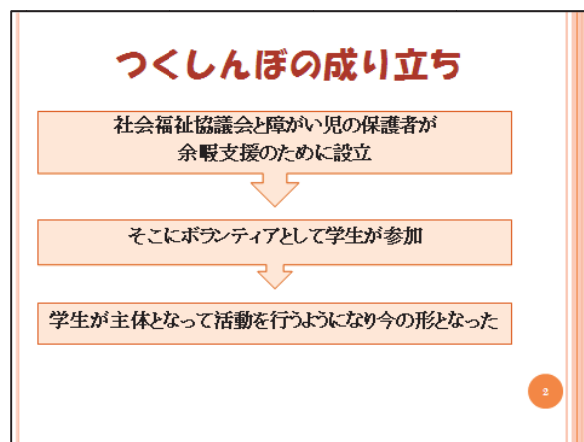 つくしんぼの成り立ち
社会福祉協議会と障がい児の保護者が
余暇支援のために設立
そこにボランティアとして学生が参加
学生が主体となって活動を行うようになり今の形となった
2